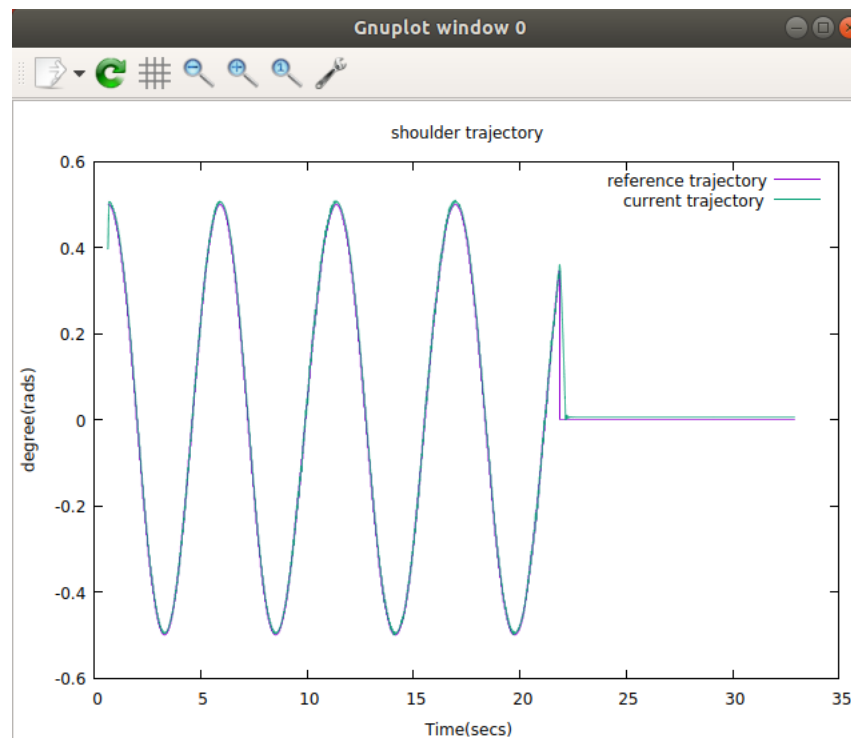 Gnuplot window 0
1
shoulder trajectory
0.6
reference trajectory
current trajectory
0.4
0.2
0
-0.2
-0.4
-0.6
degree(rads)
0 5 10 15 20 25 30 35
Time(secs)